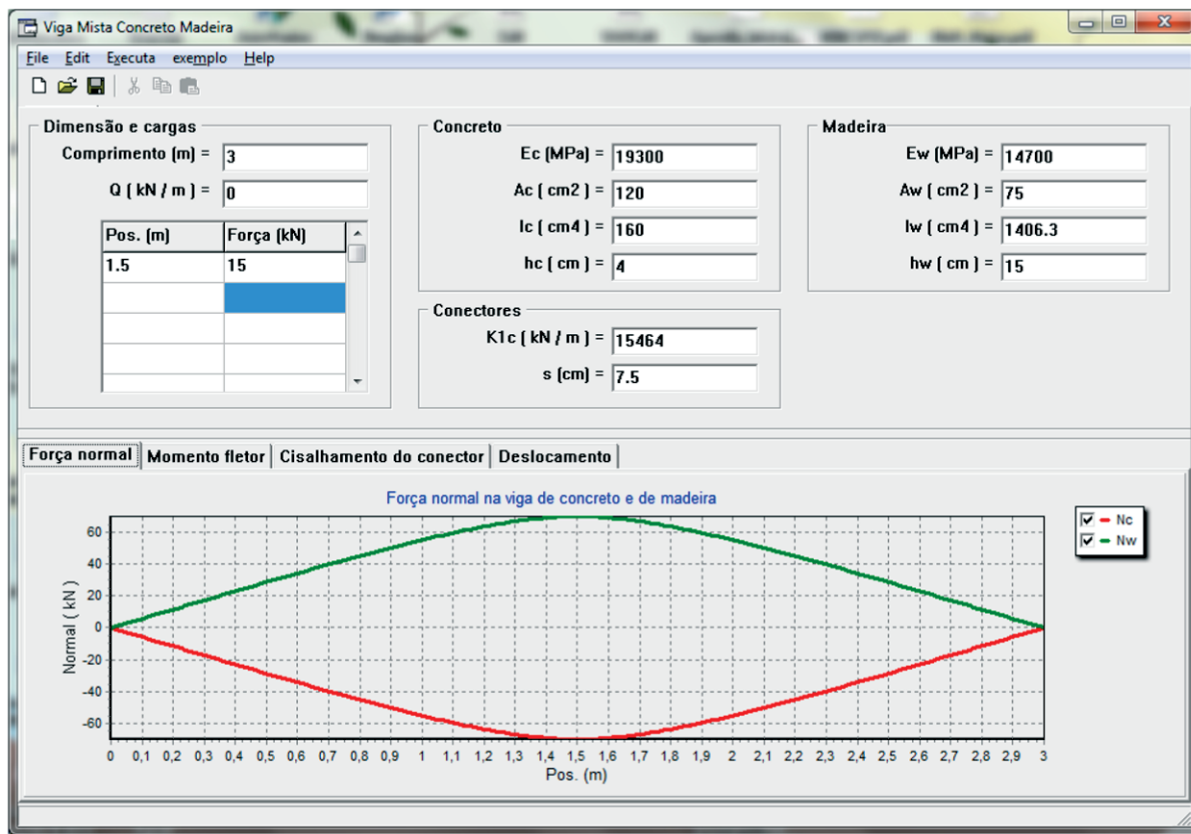 Viga Mista Concreto Madeira
File Edit Executa exemplo Help
Dimensão e cargas
Comprimento (m) = 3
Q ( kN / m ) = 0
Pos. (m) Força (kN)
1.5 15
Concreto
Ec (MPa) = 19300
Ac ( cm2 ) = 120
Ic ( cm4 ) = 160
hc ( cm ) = 4
Conectores
K1c ( kN / m ) = 15464
s (cm) = 7.5
Madeira
Ew (MPa) = 14700
Aw ( cm2 ) = 75
Iw ( cm4 ) = 1406.3
hw ( cm ) = 15
Força normal Momento fletor Cisalhamento do conector Deslocamento
Força normal na viga de concreto e de madeira
Normal ( kN )
60
40
20
0
-20
-40
-60
0 0,1 0,2 0,3 0,4 0,5 0,6 0,7 0,8 0,9 1 1,1 1,2 1,3 1,4 1,5 1,6 1,7 1,8 1,9 2 2,1 2,2 2,3 2,4 2,5 2,6 2,7 2,8 2,9 3
Pos. (m)
Nc
Nw